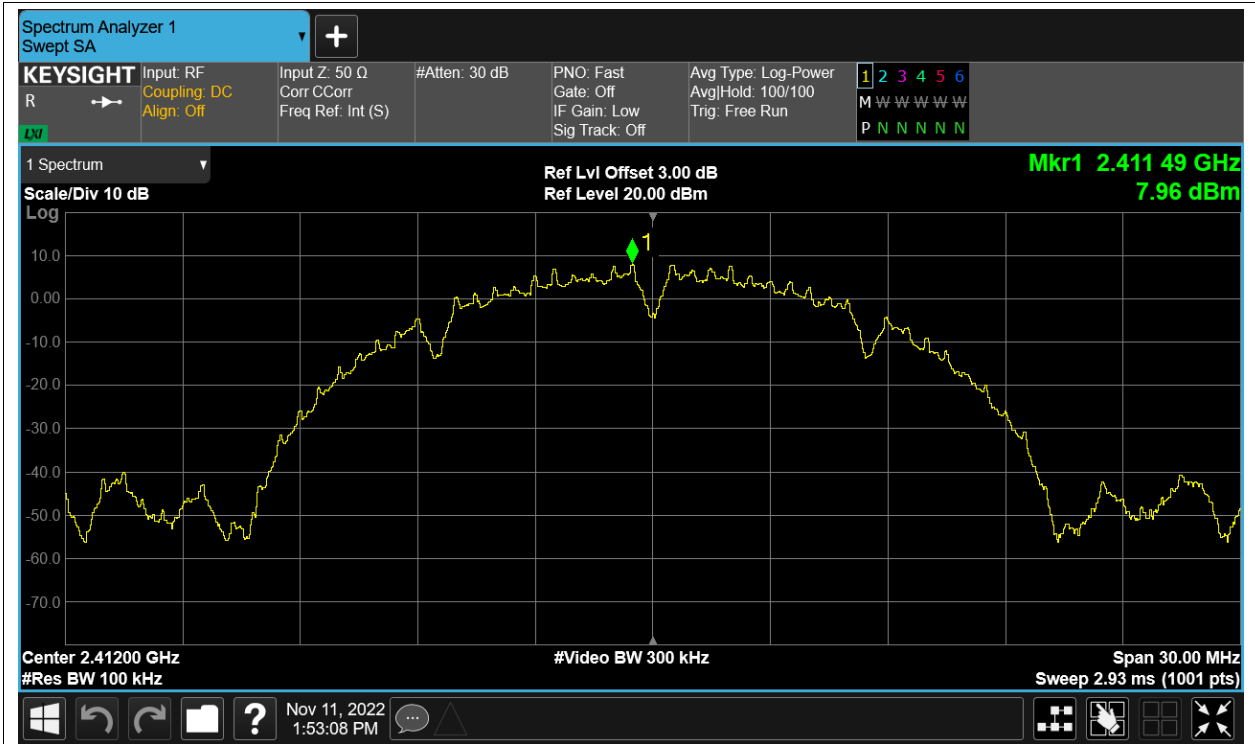 Spectrum Analyzer 1
Swept SA
KEYSIGHT
R
LXI
Input: RF
Coupling: DC
Align: Off
Input Z: 50 Ω
Corr CCorr
Freq Ref: Int (S)
#Atten: 30 dB
PNO: Fast
Gate: Off
IF Gain: Low
Sig Track: Off
Avg Type: Log-Power
Avg|Hold: 100/100
Trig: Free Run
1 2 3 4 5 6
M W W W W W W
P N N N N N
1 Spectrum
Scale/Div 10 dB
Log
Ref Lvl Offset 3.00 dB
Ref Level 20.00 dBm
Mkr1 2.411 49 GHz
7.96 dBm
1
10.0
0.00
-10.0
-20.0
-30.0
-40.0
-50.0
-60.0
-70.0
Center 2.41200 GHz
#Video BW 300 kHz
Span 30.00 MHz
#Res BW 100 kHz
Sweep 2.93 ms (1001 pts)
?
Nov 11, 2022
1:53:08 PM